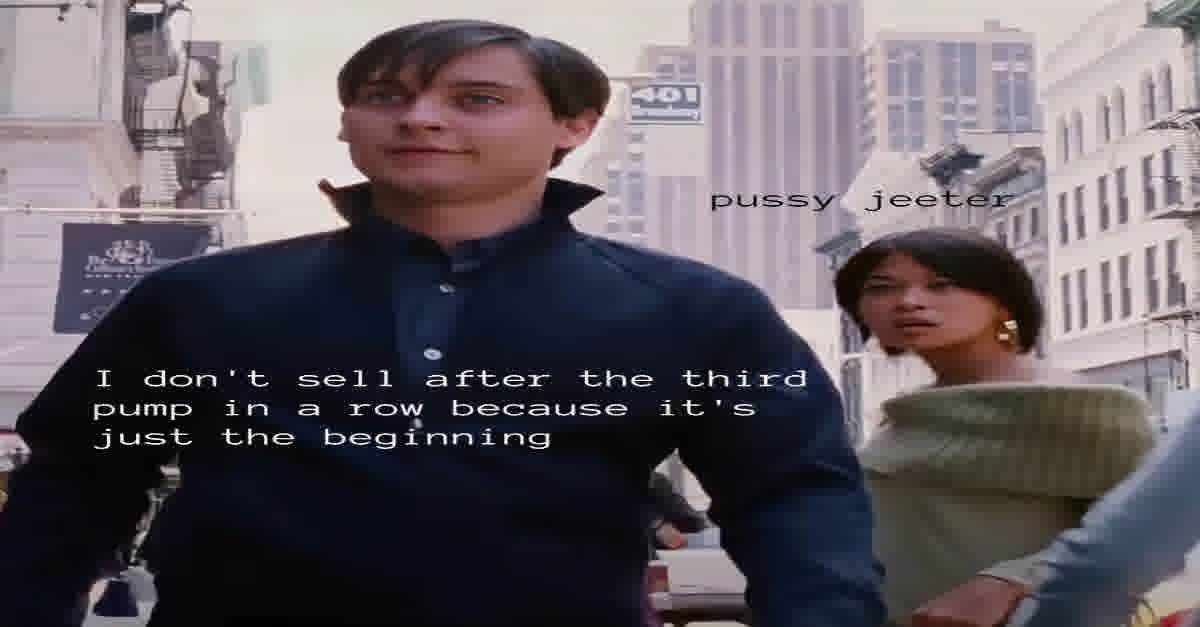 401
pussy jeeter
I don't sell after the third
pump in a row because it's
just the beginning